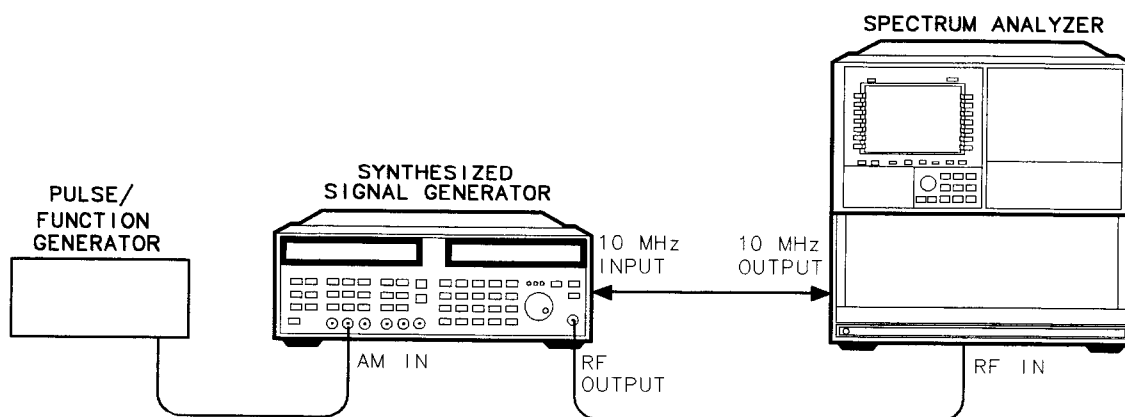 SPECTRUM ANALYZER
SYNTHESIZED
SIGNAL GENERATOR
PULSE/
FUNCTION
GENERATOR
10 MHz
INPUT
10 MHz
OUTPUT
AM IN
RF
OUTPUT
RF IN